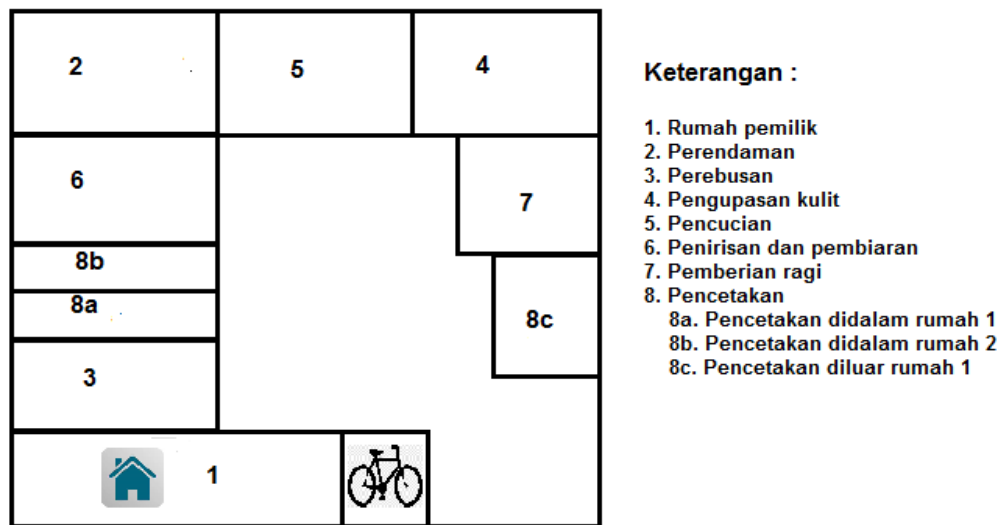 2
5
4
6
7
8b
8a
8c
3
1
Keterangan :
1. Rumah pemilik
2. Perendaman
3. Perebusan
4. Pengupasan kulit
5. Pencucian
6. Penirisan dan pembiaran
7. Pemberian ragi
8. Pencetakan
8a. Pencetakan didalam rumah 1
8b. Pencetakan didalam rumah 2
8c. Pencetakan diluar rumah 1